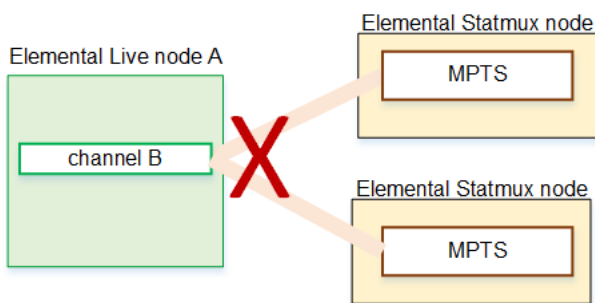 Elemental Statmux node
Elemental Live node A
MPTS
channel B
X
Elemental Statmux node
MPTS